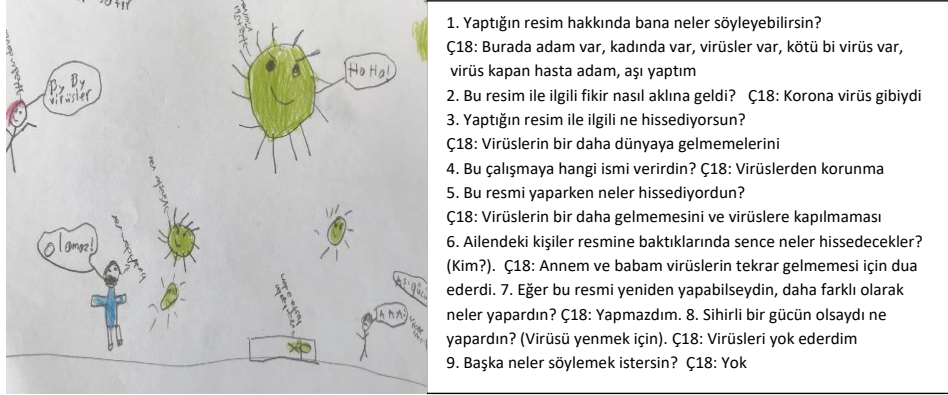 By By
virüsler
HaHa!
olamaz!
1. Yaptığın resim hakkında bana neler söyleyebilirsin?
Ç18: Burada adam var, kadında var, virüsler var, kötü bi virüs var,
virüs kapan hasta adam, aşı yaptım
2. Bu resim ile ilgili fikir nasıl aklına geldi? Ç18: Korona virüs gibiydi
3. Yaptığın resim ile ilgili ne hissediyorsun?
Ç18: Virüslerin bir daha dünyaya gelmemelerini
4. Bu çalışmaya hangi ismi verirdin? Ç18: Virüslerden korunma
5. Bu resmi yaparken neler hissediyordun?
Ç18: Virüslerin bir daha gelmemesini ve virüslere kapılmaması
6. Ailendeki kişiler resmine baktıklarında sence neler hissedecekler?
(Kim?). Ç18: Annem ve babam virüslerin tekrar gelmemesi için dua
ederdi. 7. Eğer bu resmi yeniden yapabilseydin, daha farklı olarak
neler yapardın? Ç18: Yapmazdım. 8. Sihirli bir gücün olsaydı ne
yapardın? (Virüsü yenmek için). Ç18: Virüsleri yok ederdim
9. Başka neler söylemek istersin? Ç18: Yok